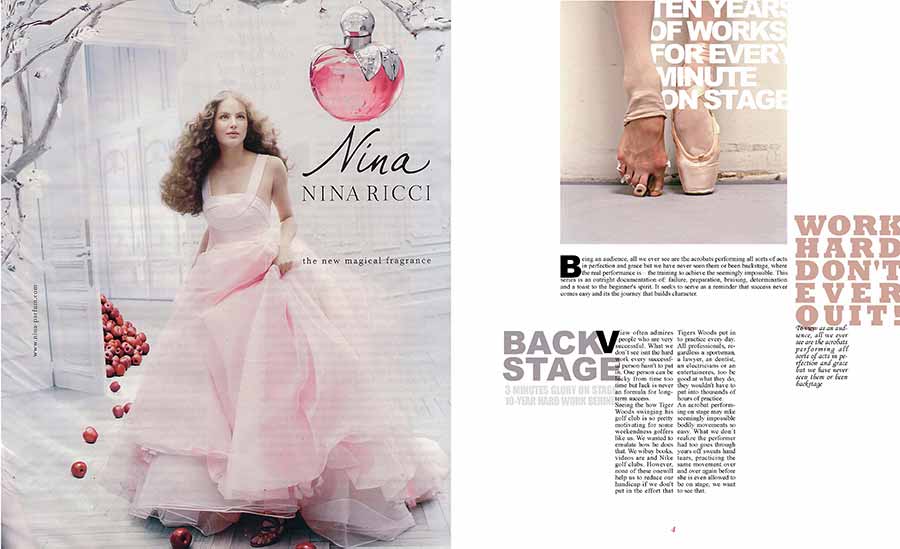 Nina
NINA RICCI
the new magical fragrance
www.nina-parfum.com
TEN YEARS
OF WORKS
FOR EVERY
MINUTE
ON STAGE
Being an audience, all we ever see are the acrobats performing all sorts of acts
in perfection and grace but we have never seen them or been backstage, where
the real performance is the training to achieve the seemingly impossible. This
series is an outright documentation of: failure, preparation, bruising, determination
and a toast to the beginner's spirit. It seeks to serve as a reminder that success never
comes easy and its the journey that builds character.
WORK
HARD
DON'T
EVER
QUIT!
To view as an aud-
ience, all we ever
see are the acrobats
performing all
sorts of acts in pe-
rfection and grace
but we have never
seen them or been
backstage
BACK
STAGE
3 MINUTES GLORY ON STAGE
10-YEAR HARD WORK BEHIND
View often admires
people who are very
successful. What we
don't see isnt the hard
work every successf-
ul person hasn't to put
in. One person can be
lucky from time too
time but luck is never
an formula for long-
term success.
Seeing the how Tiger
Woods swinging his
golf club is so pretty
motivating for some
weekendness golfers
like us. We wanted to
emulate how he does
that. We wibuy books,
videos are and Nike
golf clubs. However,
none of these onewill
help us to reduce our
handicap if we don't
put in the effort that
Tigers Woods put in
to practice every day.
All professionals, re-
gardless a sportsman,
a lawyer, an dentist,
an electricians or an
entertaineres, too be
good at what they do,
they wouldn't have to
put into thousands of
hours of practice.
An acrobat perform-
ing on stage may mke
seemingly impossible
bodily movements so
easy. What we don't
realize the performer
had too goes through
years off sweats hand
tears, practicing the
same movement over
and over again before
she is even allowed to
be on stage, we want
to see that.
4